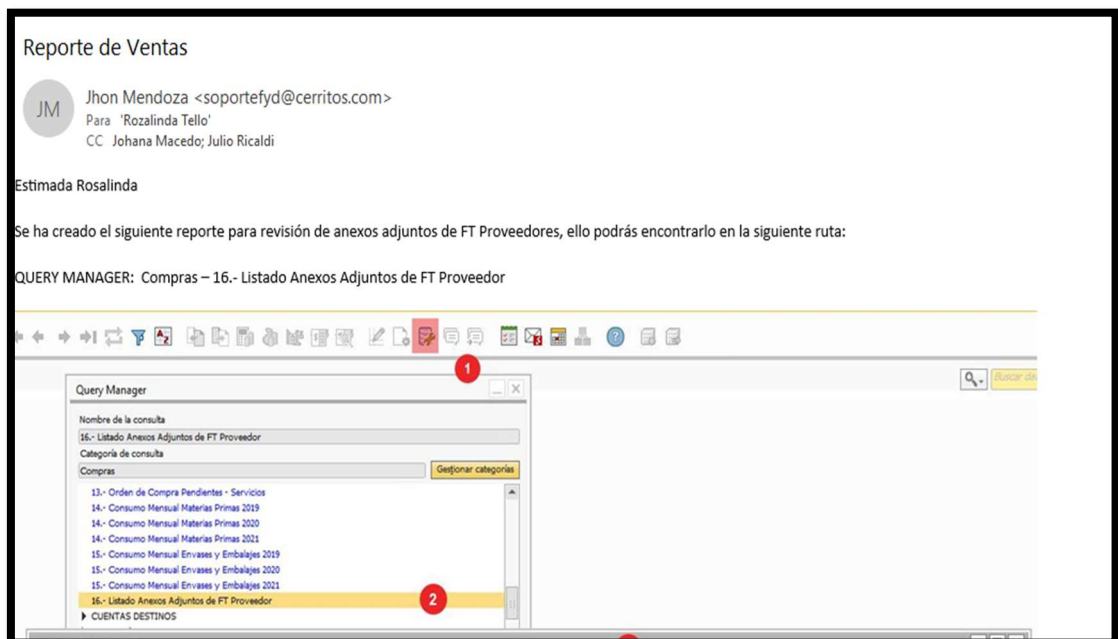 Reporte de Ventas
JM
Jhon Mendoza <soportefyd@cerritos.com>
Para 'Rozalinda Tello'
CC Johana Macedo; Julio Ricaldi
Estimada Rosalinda
Se ha creado el siguiente reporte para revisión de anexos adjuntos de FT Proveedores, ello podrás encontrarlo en la siguiente ruta:
QUERY MANAGER: Compras – 16.- Listado Anexos Adjuntos de FT Proveedor
1
Query Manager
Buscar
Nombre de la consulta
16.- Listado Anexos Adjuntos de FT Proveedor
Categoría de consulta
Compras
Gestionar categorías
13.- Orden de Compra Pendientes - Servicios
14.- Consumo Mensual Materias Primas 2019
14.- Consumo Mensual Materias Primas 2020
14.- Consumo Mensual Materias Primas 2021
15.- Consumo Mensual Envases y Embalajes 2019
15.- Consumo Mensual Envases y Embalajes 2020
15.- Consumo Mensual Envases y Embalajes 2021
16.- Listado Anexos Adjuntos de FT Proveedor
2
CUENTAS DESTINOS